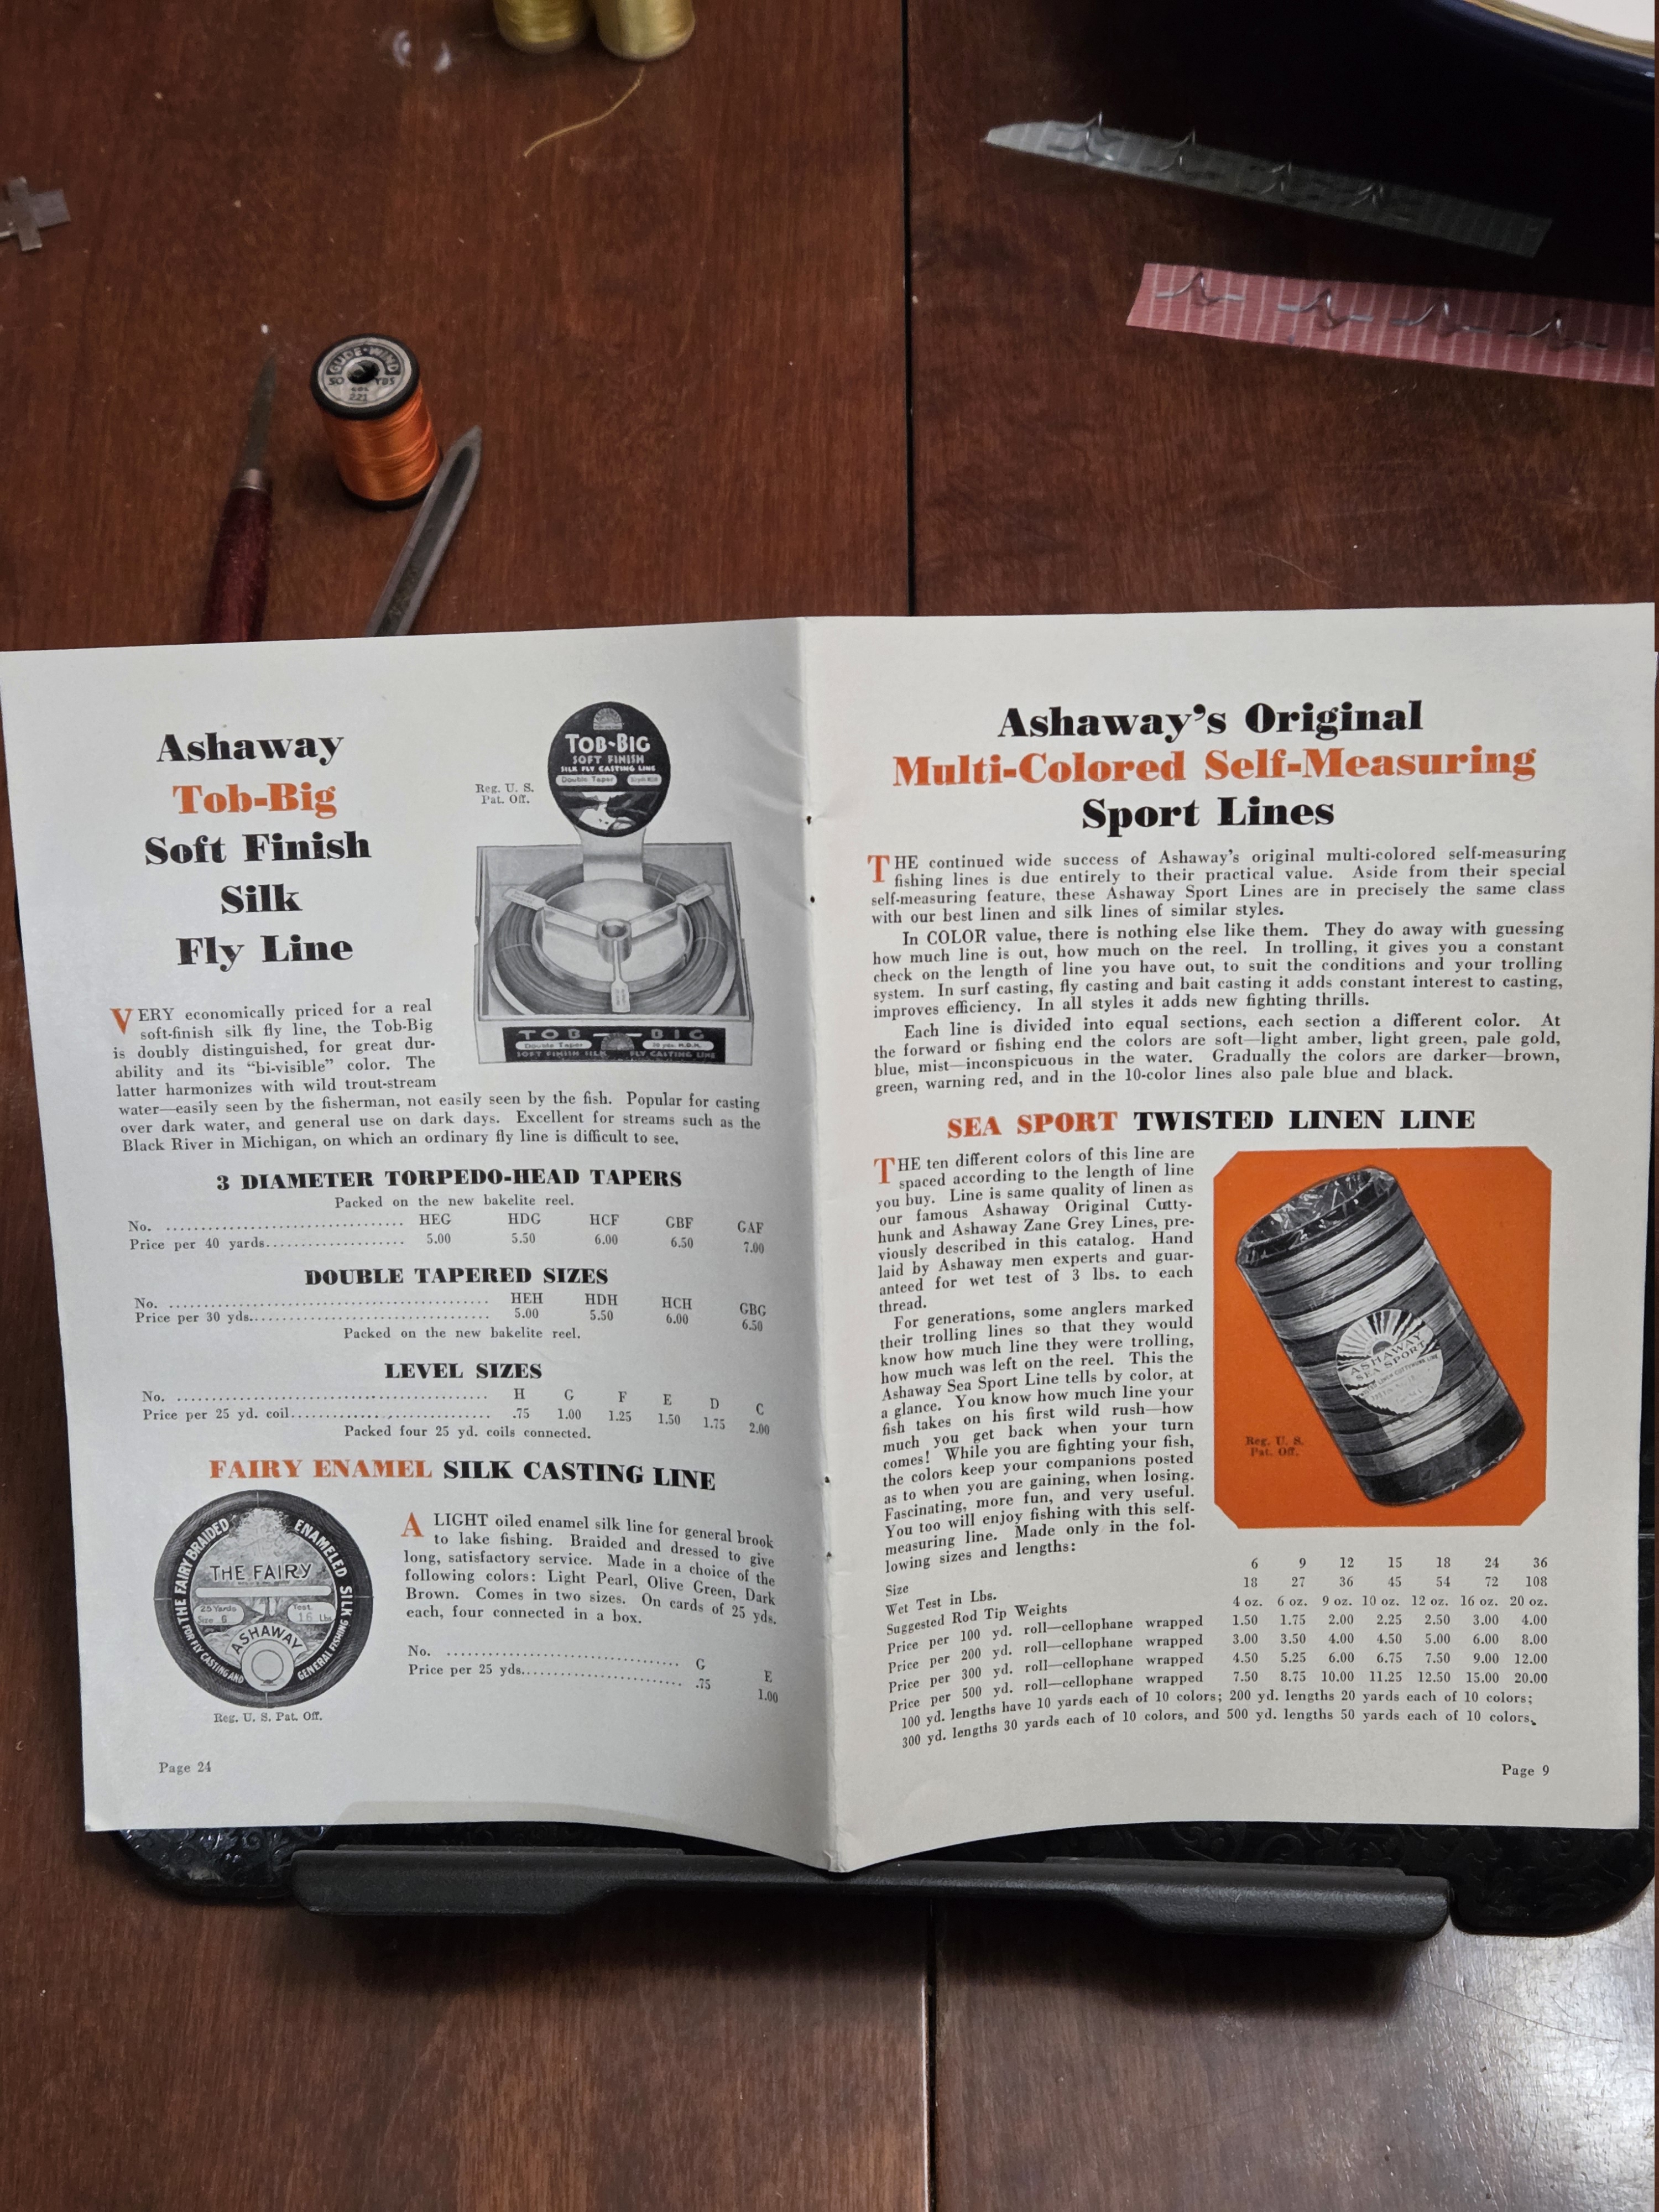 GUDE-WIND
50 YDS
COL.
221
Ashaway
Tob-Big
Soft Finish
Silk
Fly Line
Reg. U. S.
Pat. Off.
TOB-BIG
SOFT FINISH
SILK FLY CASTING LINE
Double Taper
TOB BIG
Double Taper 30 yds. H.D.H.
SOFT FINISH SILK FLY CASTING LINE
VERY economically priced for a real
soft-finish silk fly line, the Tob-Big
is doubly distinguished, for great dur-
ability and its “bi-visible” color. The
latter harmonizes with wild trout-stream
water—easily seen by the fisherman, not easily seen by the fish. Popular for casting
over dark water, and general use on dark days. Excellent for streams such as the
Black River in Michigan, on which an ordinary fly line is difficult to see.
3 DIAMETER TORPEDO-HEAD TAPERS
Packed on the new bakelite reel.
No. .................................. HEG HDG HCF GBF GAF
Price per 40 yards.................... 5.00 5.50 6.00 6.50 7.00
DOUBLE TAPERED SIZES
No. .............................................. HEH HDH HCH GBG
Price per 30 yds.................................. 5.00 5.50 6.00 6.50
Packed on the new bakelite reel.
LEVEL SIZES
No. ............................................. H G F E D C
Price per 25 yd. coil............................. .75 1.00 1.25 1.50 1.75 2.00
Packed four 25 yd. coils connected.
FAIRY ENAMEL SILK CASTING LINE
THE FAIRY BRAIDED ENAMELED SILK
THE FAIRY
25 Yards
Size G
Test
16 Lbs
ASHAWAY
FOR FLY CASTING AND GENERAL FISHING
Reg. U. S. Pat. Off.
A LIGHT oiled enamel silk line for general brook
to lake fishing. Braided and dressed to give
long, satisfactory service. Made in a choice of the
following colors: Light Pearl, Olive Green, Dark
Brown. Comes in two sizes. On cards of 25 yds.
each, four connected in a box.
No. ................................. G E
Price per 25 yds....................... .75 1.00
Page 24
Ashaway’s Original
Multi-Colored Self-Measuring
Sport Lines
THE continued wide success of Ashaway’s original multi-colored self-measuring
fishing lines is due entirely to their practical value. Aside from their special
self-measuring feature, these Ashaway Sport Lines are in precisely the same class
with our best linen and silk lines of similar styles.
In COLOR value, there is nothing else like them. They do away with guessing
how much line is out, how much on the reel. In trolling, it gives you a constant
check on the length of line you have out, to suit the conditions and your trolling
system. In surf casting, fly casting and bait casting it adds constant interest to casting,
improves efficiency. In all styles it adds new fighting thrills.
Each line is divided into equal sections, each section a different color. At
the forward or fishing end the colors are soft—light amber, light green, pale gold,
blue, mist—inconspicuous in the water. Gradually the colors are darker—brown,
green, warning red, and in the 10-color lines also pale blue and black.
SEA SPORT TWISTED LINEN LINE
THE ten different colors of this line are
spaced according to the length of line
you buy. Line is same quality of linen as
our famous Ashaway Original Cutty-
hunk and Ashaway Zane Grey Lines, pre-
viously described in this catalog. Hand
laid by Ashaway men experts and guar-
anteed for wet test of 3 lbs. to each
thread.
For generations, some anglers marked
their trolling lines so that they would
know how much line they were trolling,
how much was left on the reel. This the
Ashaway Sea Sport Line tells by color, at
a glance. You know how much line your
fish takes on his first wild rush—how
much you get back when your turn
comes! While you are fighting your fish,
the colors keep your companions posted
as to when you are gaining, when losing.
Fascinating, more fun, and very useful.
You too will enjoy fishing with this self-
measuring line. Made only in the fol-
lowing sizes and lengths:
ASHAWAY
SEA SPORT
Reg. U. S.
Pat. Off.
Size 6 9 12 15 18 24 36
Wet Test in Lbs. 18 27 36 45 54 72 108
Suggested Rod Tip Weights 4 oz. 6 oz. 9 oz. 10 oz. 12 oz. 16 oz. 20 oz.
Price per 100 yd. roll—cellophane wrapped 1.50 1.75 2.00 2.25 2.50 3.00 4.00
Price per 200 yd. roll—cellophane wrapped 3.00 3.50 4.00 4.50 5.00 6.00 8.00
Price per 300 yd. roll—cellophane wrapped 4.50 5.25 6.00 6.75 7.50 9.00 12.00
Price per 500 yd. roll—cellophane wrapped 7.50 8.75 10.00 11.25 12.50 15.00 20.00
100 yd. lengths have 10 yards each of 10 colors; 200 yd. lengths 20 yards each of 10 colors;
300 yd. lengths 30 yards each of 10 colors, and 500 yd. lengths 50 yards each of 10 colors.
Page 9